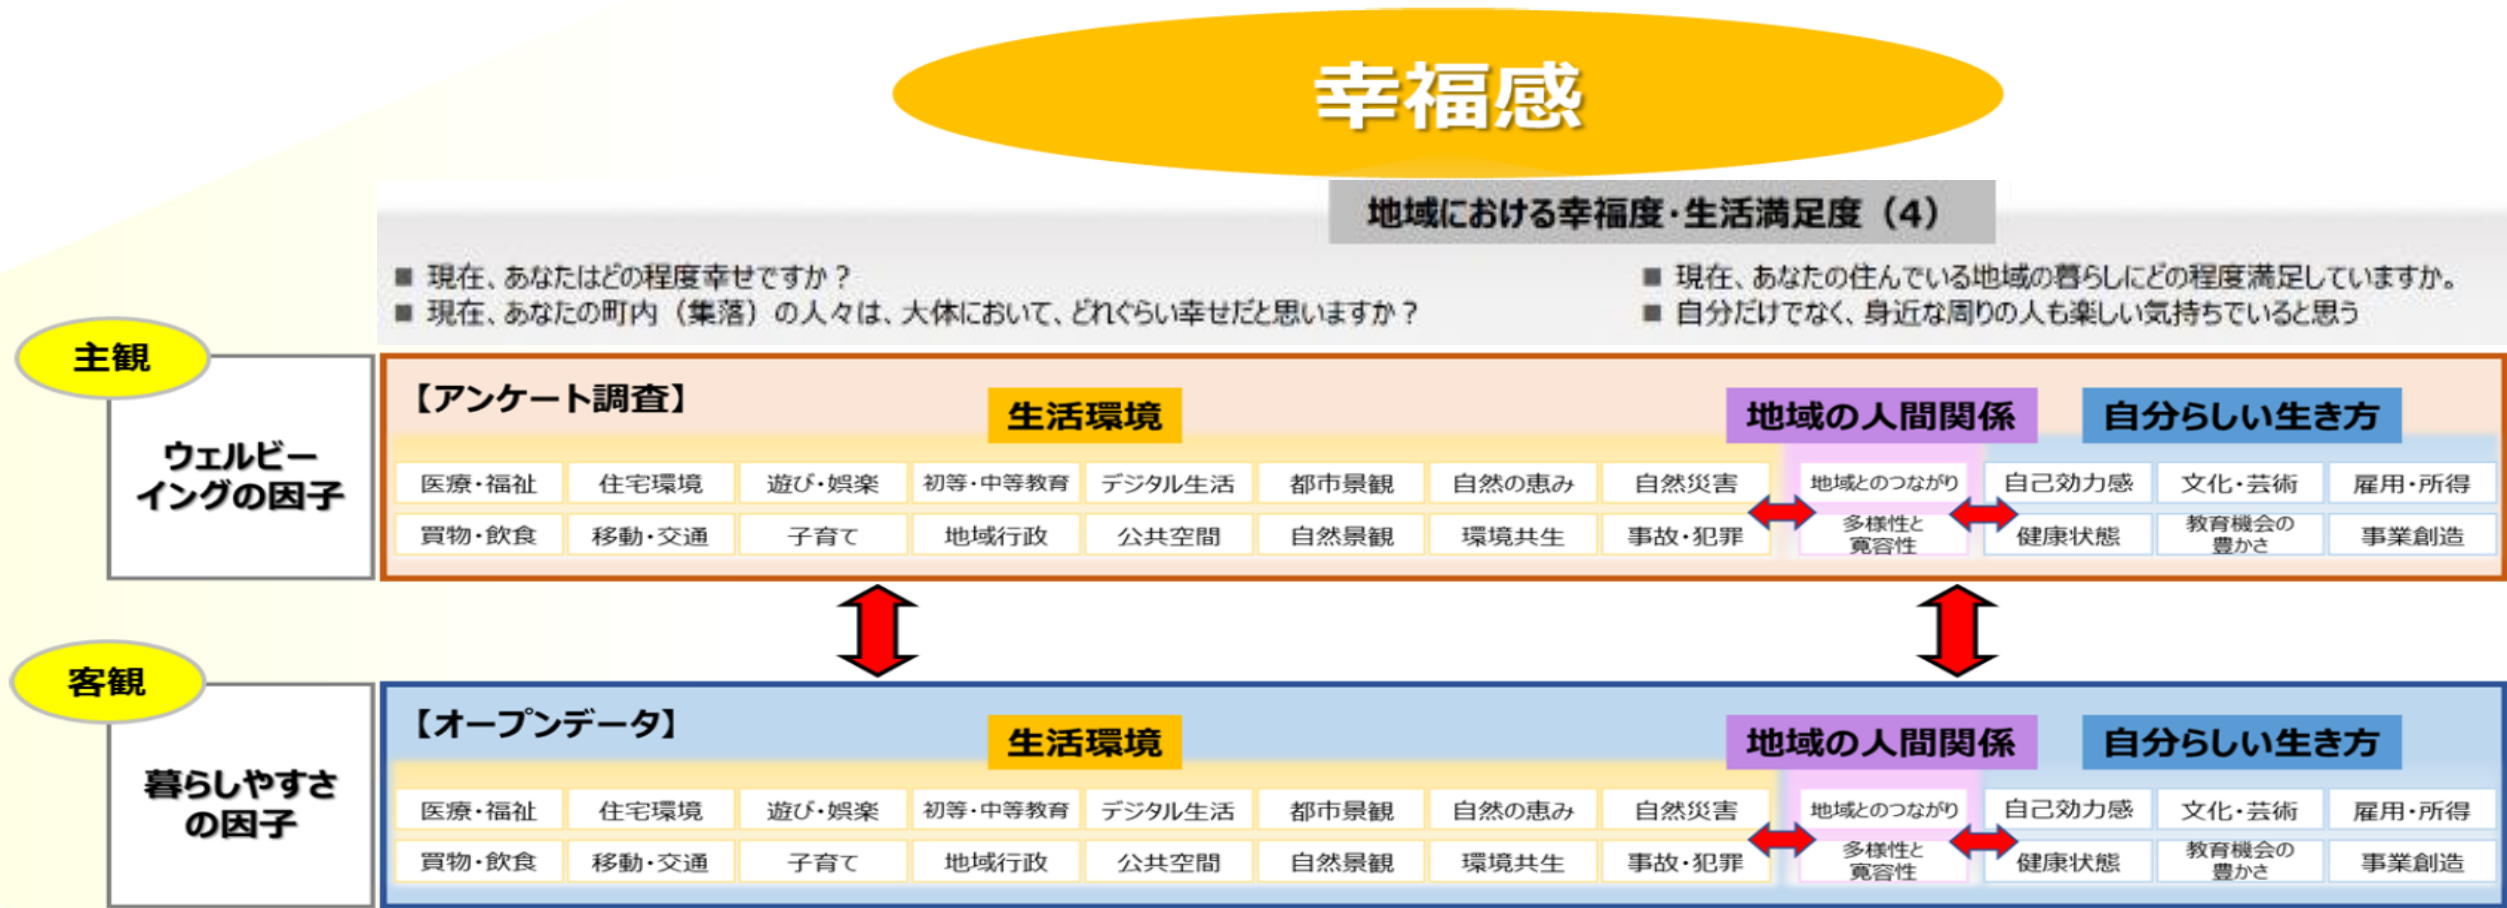 幸福感
地域における幸福度・生活満足度（4）
■ 現在、あなたはどの程度幸せですか？
■ 現在、あなたの町内（集落）の人々は、大体において、どれぐらい幸せだと思いますか？
■ 現在、あなたの住んでいる地域の暮らしにどの程度満足していますか。
■ 自分だけでなく、身近な周りの人も楽しい気持ちでいると思う
主観
ウェルビー
イングの因子
【アンケート調査】
生活環境
地域の人間関係
自分らしい生き方
医療・福祉 住宅環境 遊び・娯楽 初等・中等教育 デジタル生活 都市景観 自然の恵み 自然災害 地域とのつながり 自己効力感 文化・芸術 雇用・所得
買物・飲食 移動・交通 子育て 地域行政 公共空間 自然景観 環境共生 事故・犯罪 多様性と 健康状態 教育機会の 事業創造
寛容性 豊かさ
客観
暮らしやすさ
の因子
【オープンデータ】
生活環境
地域の人間関係
自分らしい生き方
医療・福祉 住宅環境 遊び・娯楽 初等・中等教育 デジタル生活 都市景観 自然の恵み 自然災害 地域とのつながり 自己効力感 文化・芸術 雇用・所得
買物・飲食 移動・交通 子育て 地域行政 公共空間 自然景観 環境共生 事故・犯罪 多様性と 健康状態 教育機会の 事業創造
寛容性 豊かさ